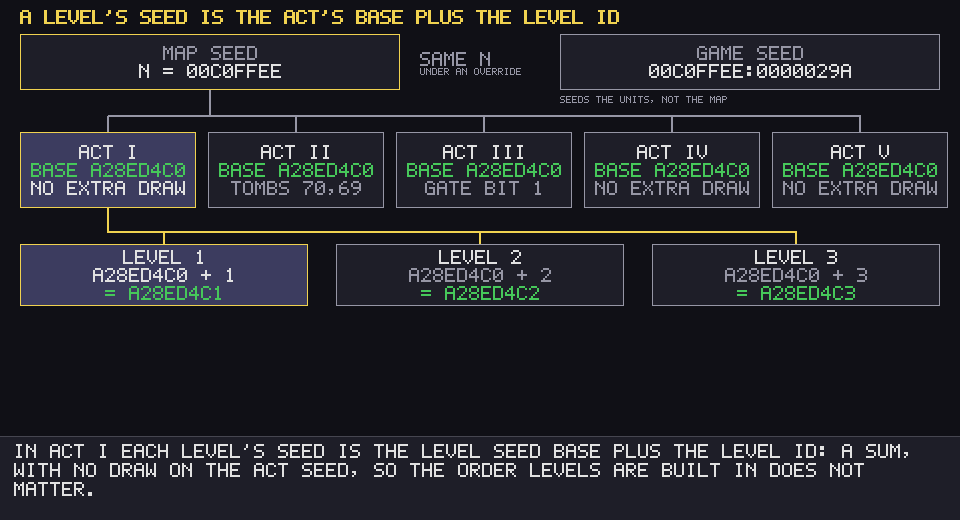 A LEVEL'S SEED IS THE ACT'S BASE PLUS THE LEVEL ID
MAP SEED
N = 00C0FFEE
SAME N
UNDER AN OVERRIDE
GAME SEED
00C0FFEE:0000029A
SEEDS THE UNITS, NOT THE MAP
ACT I
BASE A28ED4C0
NO EXTRA DRAW
ACT II
BASE A28ED4C0
TOMBS 70,69
ACT III
BASE A28ED4C0
GATE BIT 1
ACT IV
BASE A28ED4C0
NO EXTRA DRAW
ACT V
BASE A28ED4C0
NO EXTRA DRAW
LEVEL 1
A28ED4C0 + 1
= A28ED4C1
LEVEL 2
A28ED4C0 + 2
= A28ED4C2
LEVEL 3
A28ED4C0 + 3
= A28ED4C3
IN ACT I EACH LEVEL'S SEED IS THE LEVEL SEED BASE PLUS THE LEVEL ID: A SUM,
WITH NO DRAW ON THE ACT SEED, SO THE ORDER LEVELS ARE BUILT IN DOES NOT
MATTER.